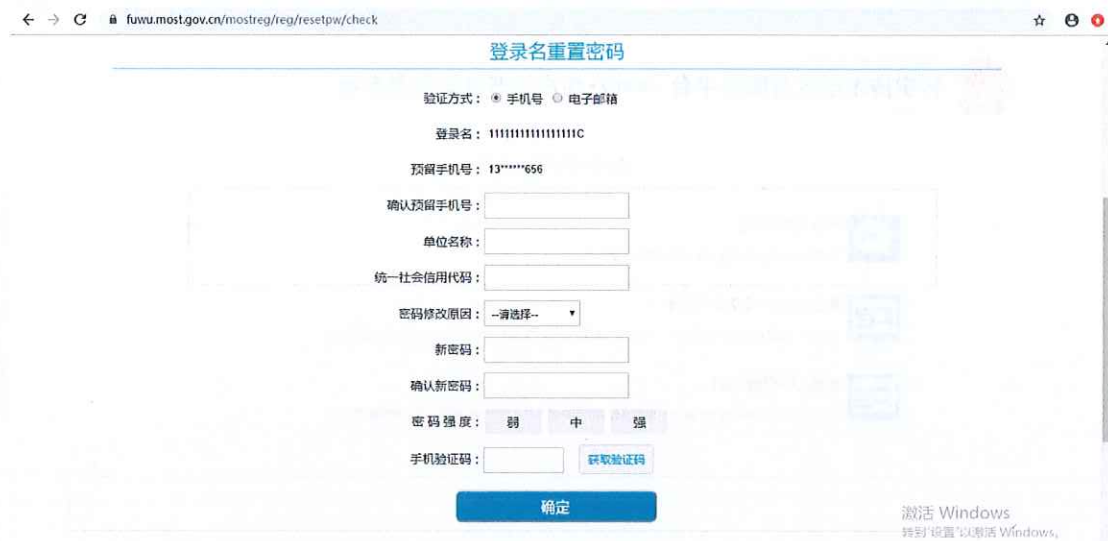 fuwu.most.gov.cn/mostreg/reg/resetpw/check
登录名重置密码
验证方式： 手机号 电子邮箱
登录名： 11111111111111111C
预留手机号： 13******656
确认预留手机号：
单位名称：
统一社会信用代码：
密码修改原因： --请选择--
新密码：
确认新密码：
密码强度： 弱 中 强
手机验证码： 获取验证码
确定
激活 Windows
转到"设置"以激活 Windows。